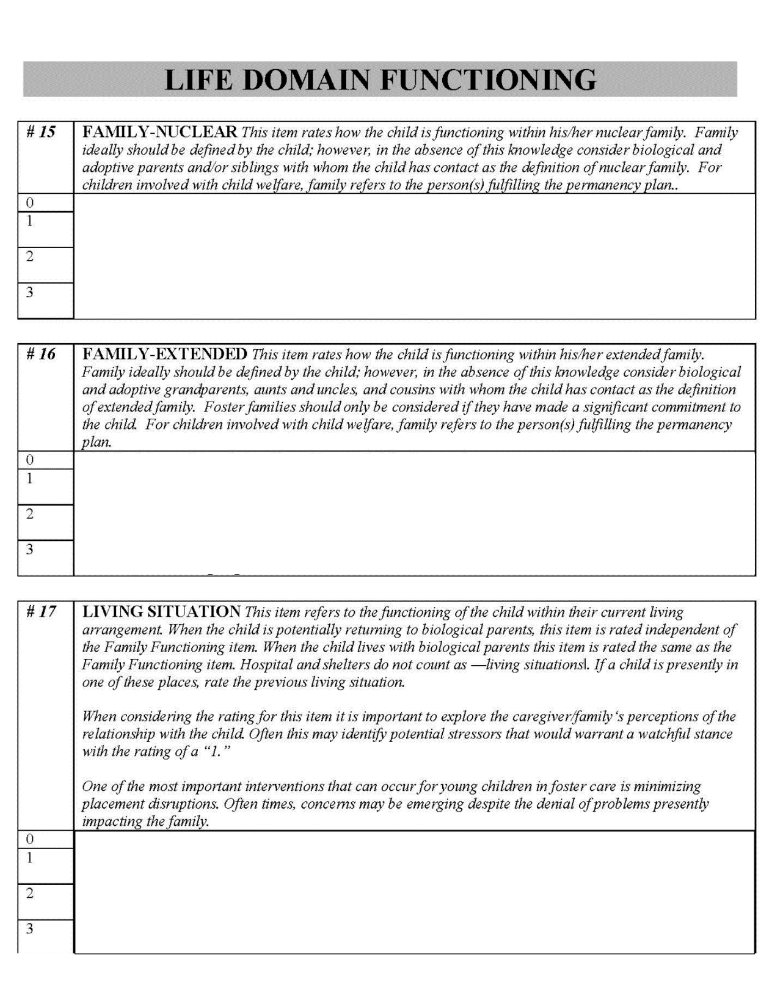 LIFE DOMAIN FUNCTIONING
# 15 FAMILY-NUCLEAR This item rates how the child is functioning within his/her nuclear family. Family
ideally should be defined by the child; however, in the absence of this knowledge consider biological and
adoptive parents and/or siblings with whom the child has contact as the definition of nuclear family. For
children involved with child welfare, family refers to the person(s) fulfilling the permanency plan..
0
1
2
3
# 16 FAMILY-EXTENDED This item rates how the child is functioning within his/her extended family.
Family ideally should be defined by the child; however, in the absence of this knowledge consider biological
and adoptive grandparents, aunts and uncles, and cousins with whom the child has contact as the definition
of extended family. Foster families should only be considered if they have made a significant commitment to
the child. For children involved with child welfare, family refers to the person(s) fulfilling the permanency
plan.
0
1
2
3
# 17 LIVING SITUATION This item refers to the functioning of the child within their current living
arrangement. When the child is potentially returning to biological parents, this item is rated independent of
the Family Functioning item. When the child lives with biological parents this item is rated the same as the
Family Functioning item. Hospital and shelters do not count as ―living situations‖. If a child is presently in
one of these places, rate the previous living situation.
When considering the rating for this item it is important to explore the caregiver/family‘s perceptions of the
relationship with the child. Often this may identify potential stressors that would warrant a watchful stance
with the rating of a “1.”
One of the most important interventions that can occur for young children in foster care is minimizing
placement disruptions. Often times, concerns may be emerging despite the denial of problems presently
impacting the family.
0
1
2
3